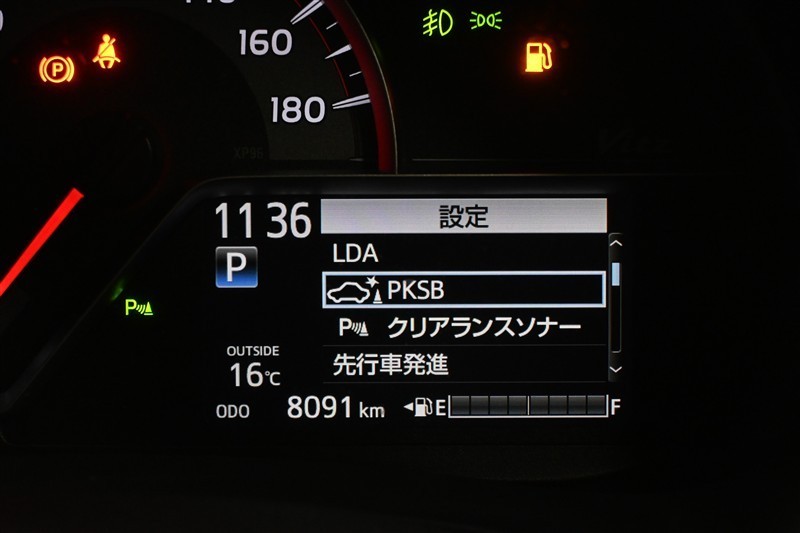 160
180
P
11 36
設定
P
LDA
PKSB
P クリアランスソナー
P
先行車発進
OUTSIDE
16℃
ODO 8091 km E F